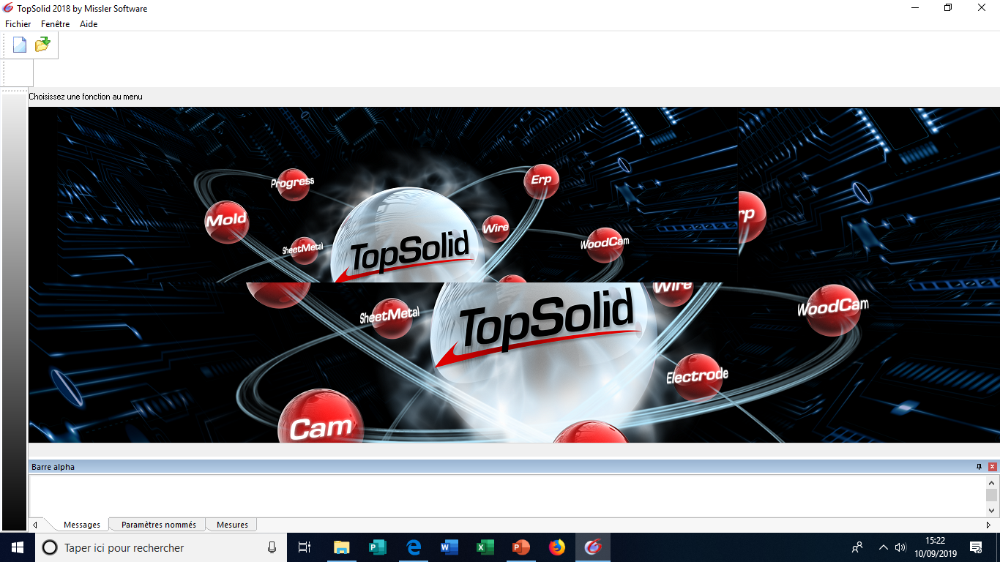 TopSolid 2018 by Missler Software
Fichier Fenêtre Aide
Choisissez une fonction au menu
Progress
Erp
Mold
Wire
SheetMetal
TopSolid
WoodCam
rp
Wire
SheetMetal
TopSolid
WoodCam
Electrode
Cam
Barre alpha
Messages Paramètres nommés Mesures
Taper ici pour rechercher
15:22
10/09/2019